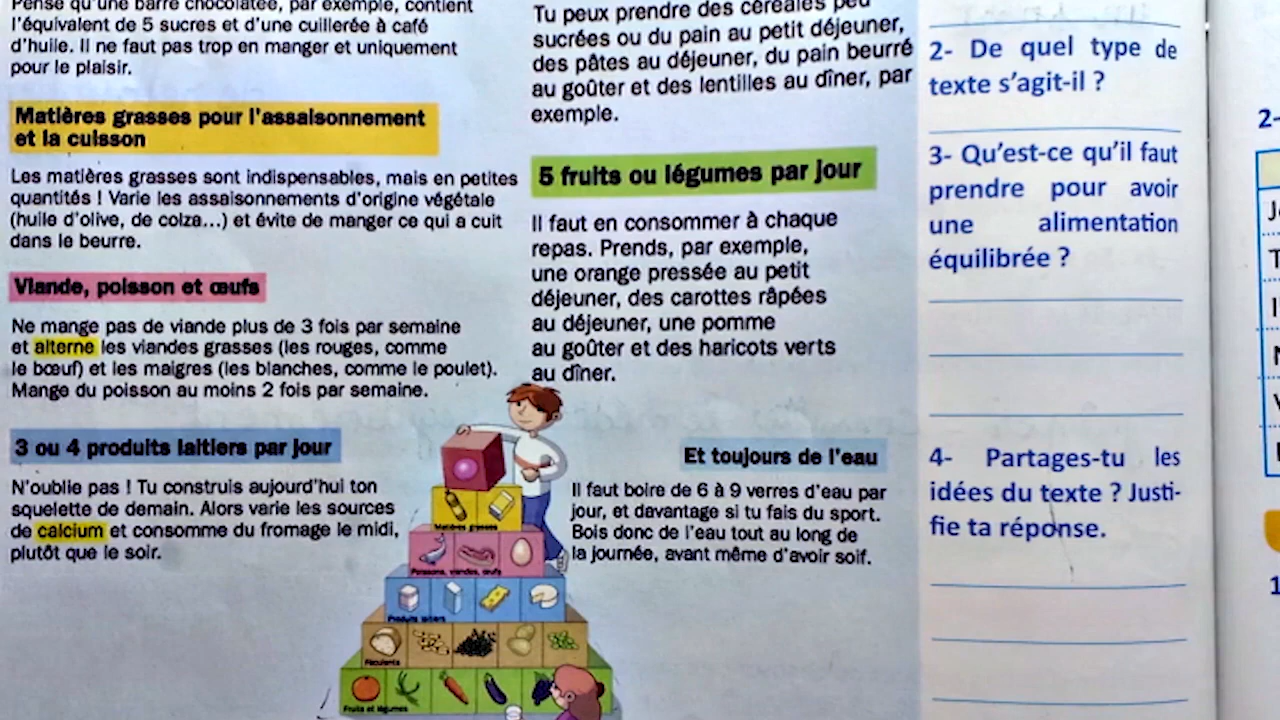 Pense qu'une barre chocolatée, par exemple, contient
l'équivalent de 5 sucres et d'une cuillerée à café
d'huile. Il ne faut pas trop en manger et uniquement
pour le plaisir.
Matières grasses pour l'assaisonnement
et la cuisson
Les matières grasses sont indispensables, mais en petites
quantités ! Varie les assaisonnements d'origine végétale
(huile d'olive, de colza...) et évite de manger ce qui a cuit
dans le beurre.
Viande, poisson et œufs
Ne mange pas de viande plus de 3 fois par semaine
et alterne les viandes grasses (les rouges, comme
le bœuf) et les maigres (les blanches, comme le poulet).
Mange du poisson au moins 2 fois par semaine.
3 ou 4 produits laitiers par jour
N'oublie pas ! Tu construis aujourd'hui ton
squelette de demain. Alors varie les sources
de calcium et consomme du fromage le midi,
plutôt que le soir.
Tu peux prendre des céréales peu
sucrées ou du pain au petit déjeuner,
des pâtes au déjeuner, du pain beurré
au goûter et des lentilles au dîner, par
exemple.
5 fruits ou légumes par jour
Il faut en consommer à chaque
repas. Prends, par exemple,
une orange pressée au petit
déjeuner, des carottes râpées
au déjeuner, une pomme
au goûter et des haricots verts
au dîner.
Et toujours de l'eau
Il faut boire de 6 à 9 verres d'eau par
jour, et davantage si tu fais du sport.
Bois donc de l'eau tout au long de
la journée, avant même d'avoir soif.
Matières grasses
Poissons, viandes, œufs
Produits laitiers
Féculents
Fruits et légumes
2- De quel type de
texte s'agit-il ?
3- Qu'est-ce qu'il faut
prendre pour avoir
une alimentation
équilibrée ?
4- Partages-tu les
idées du texte ? Justi-
fie ta réponse.
2-
1